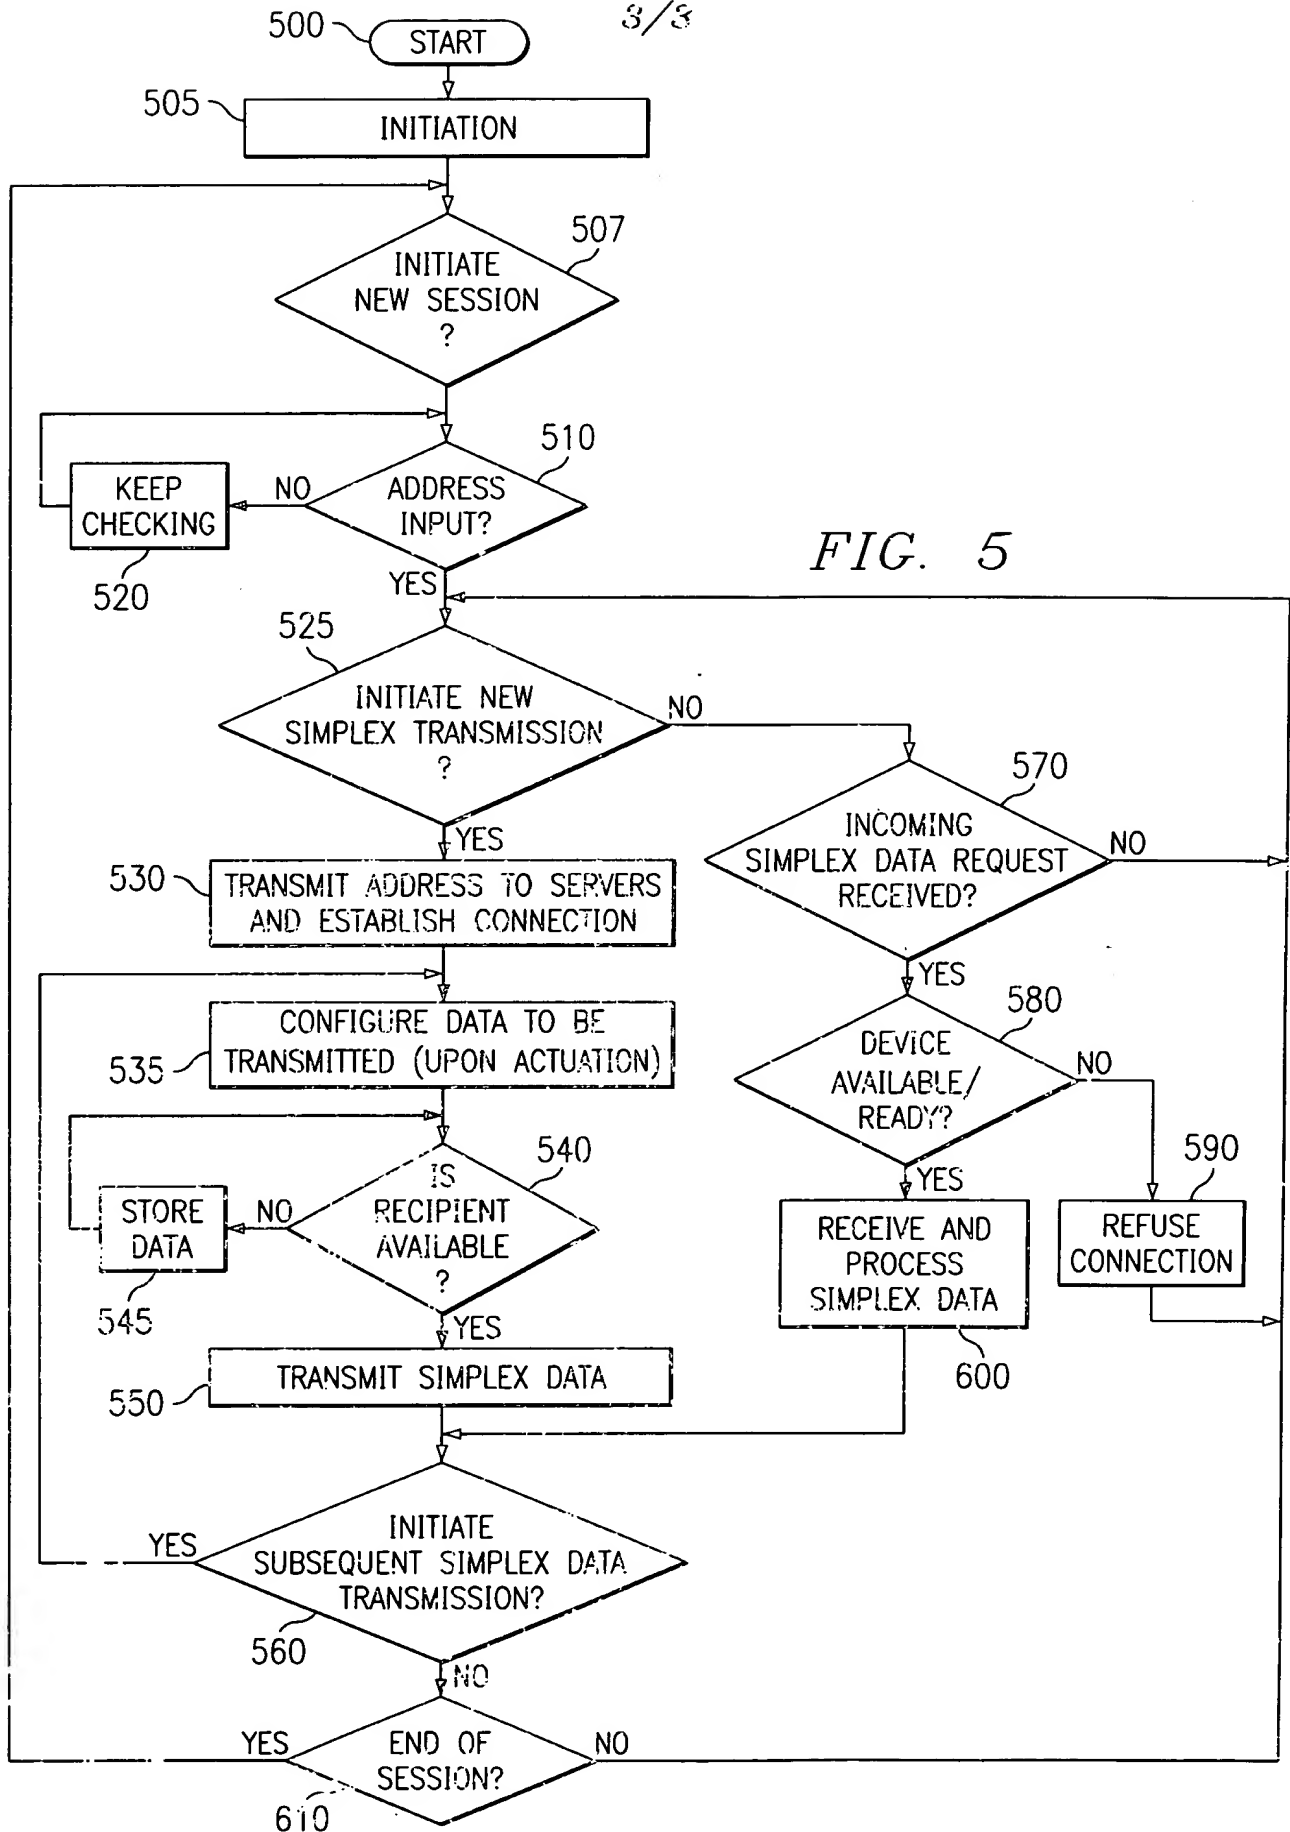 3/3
500
START
505
INITIATION
507
INITIATE
NEW SESSION
?
510
ADDRESS
INPUT?
NO
KEEP
CHECKING
520
YES
FIG. 5
525
INITIATE NEW
SIMPLEX TRANSMISSION
?
NO
YES
570
INCOMING
SIMPLEX DATA REQUEST
RECEIVED?
NO
YES
530
TRANSMIT ADDRESS TO SERVERS
AND ESTABLISH CONNECTION
535
CONFIGURE DATA TO BE
TRANSMITTED (UPON ACTUATION)
580
DEVICE
AVAILABLE/
READY?
NO
YES
540
IS
RECIPIENT
AVAILABLE
?
NO
STORE
DATA
545
YES
590
REFUSE
CONNECTION
RECEIVE AND
PROCESS
SIMPLEX DATA
600
550
TRANSMIT SIMPLEX DATA
INITIATE
SUBSEQUENT SIMPLEX DATA
TRANSMISSION?
YES
560
NO
END OF
SESSION?
YES
NO
610